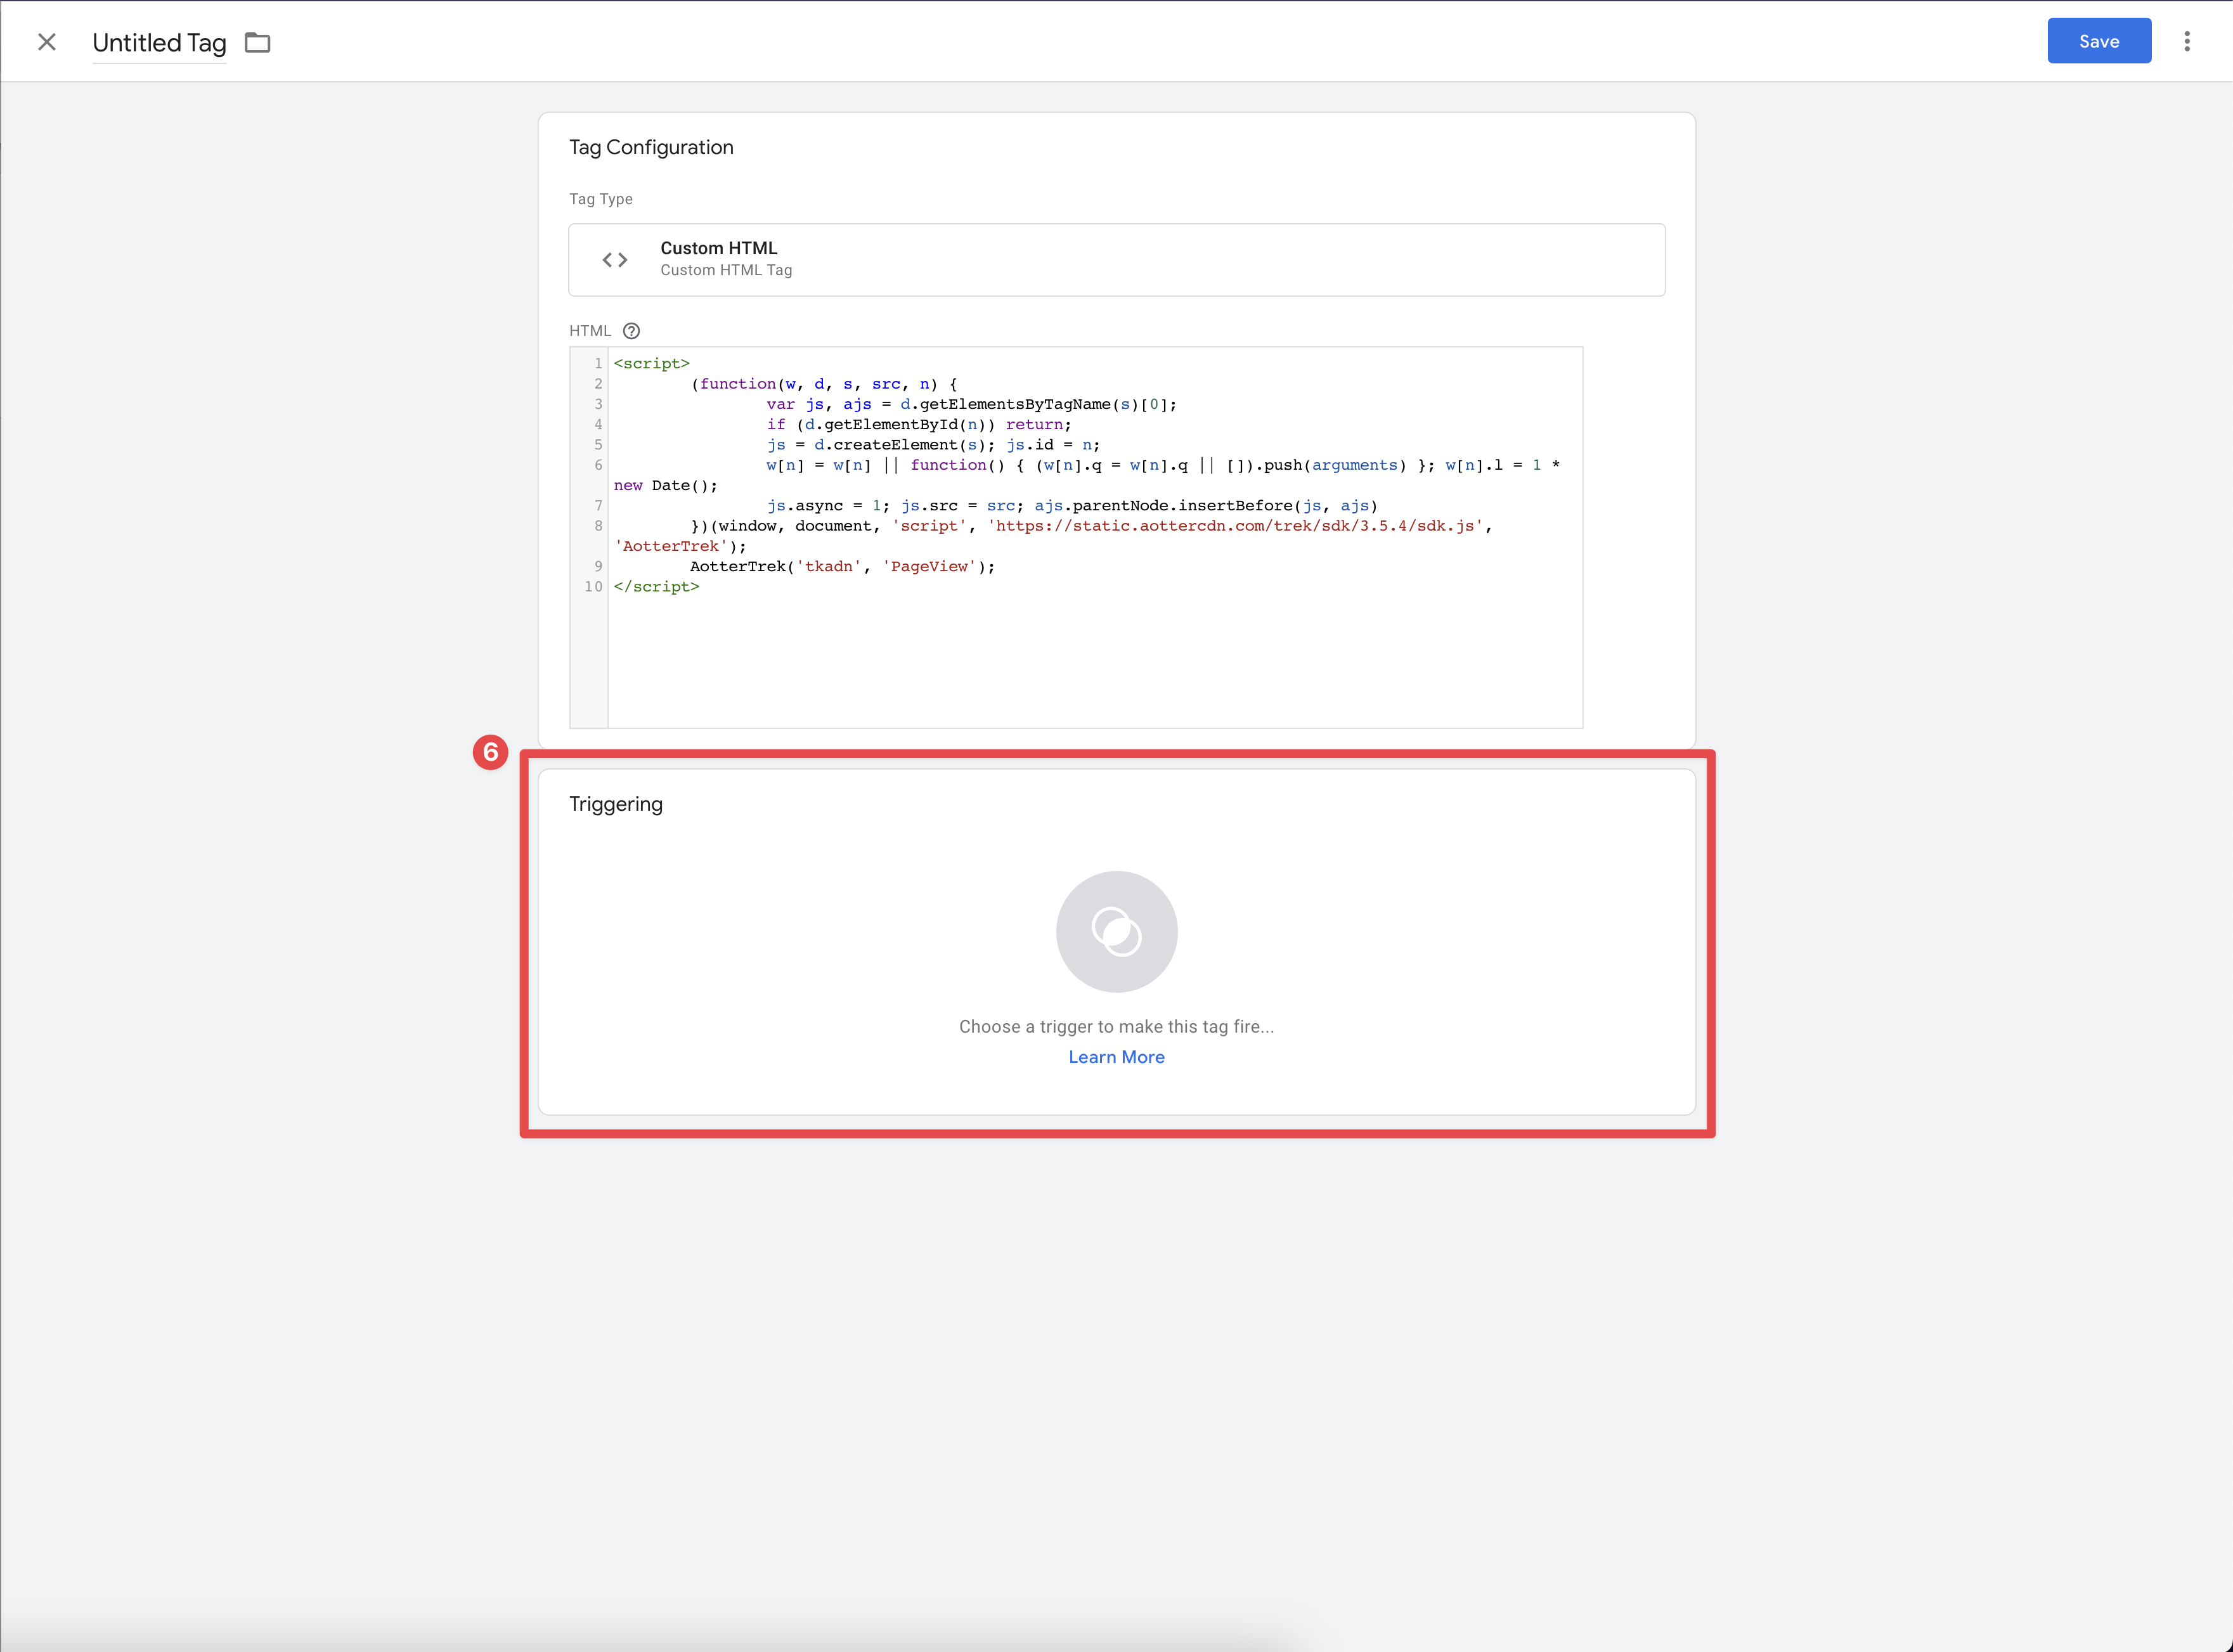 Untitled Tag
Save
Tag Configuration
Tag Type
Custom HTML
Custom HTML Tag
HTML
1 <script>
2 (function(w, d, s, src, n) {
3 var js, ajs = d.getElementsByTagName(s)[0];
4 if (d.getElementById(n)) return;
5 js = d.createElement(s); js.id = n;
6 w[n] = w[n] || function() { (w[n].q = w[n].q || []).push(arguments) }; w[n].l = 1 *
new Date();
7 js.async = 1; js.src = src; ajs.parentNode.insertBefore(js, ajs)
8 })(window, document, 'script', 'https://static.aottercdn.com/trek/sdk/3.5.4/sdk.js',
'AotterTrek');
9 AotterTrek('tkadn', 'PageView');
10 </script>
6
Triggering
Choose a trigger to make this tag fire...
Learn More